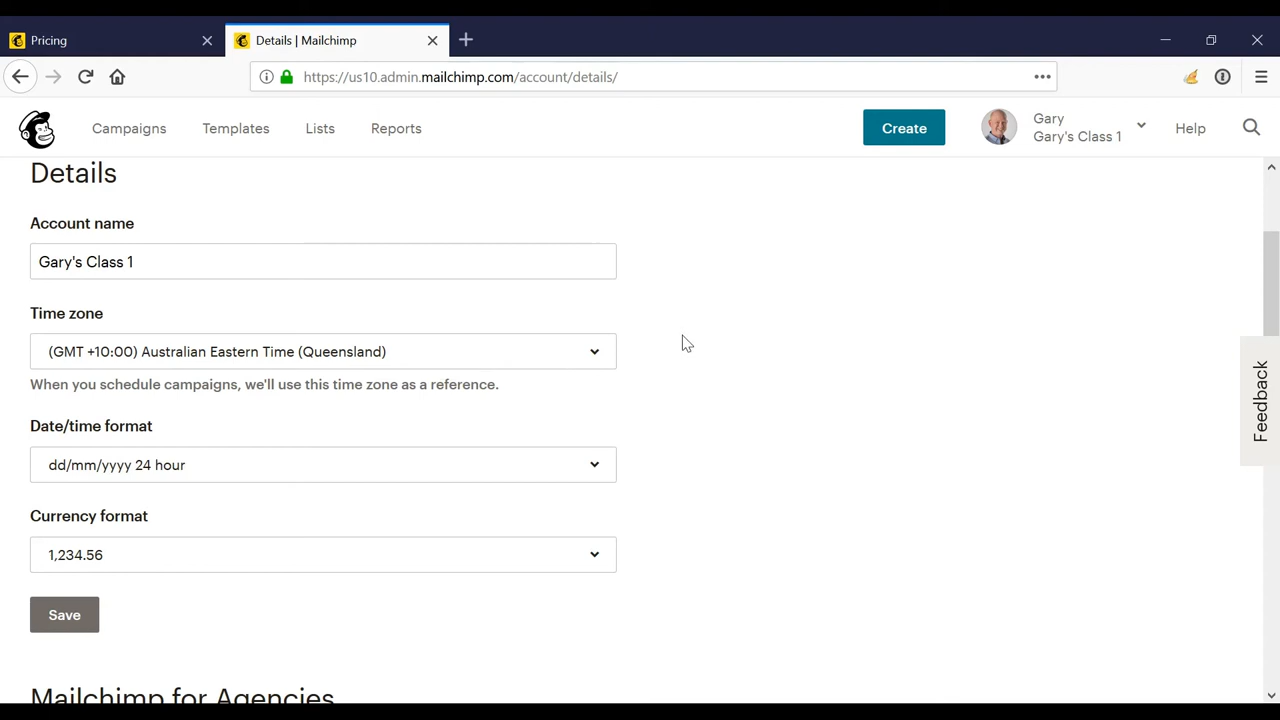 Pricing
Details | Mailchimp
https://us10.admin.mailchimp.com/account/details/
Campaigns
Templates
Lists
Reports
Create
Gary
Gary's Class 1
Help
Details
Account name
Gary's Class 1
Time zone
(GMT +10:00) Australian Eastern Time (Queensland)
When you schedule campaigns, we'll use this time zone as a reference.
Date/time format
dd/mm/yyyy 24 hour
Currency format
1,234.56
Save
Mailchimp for Agencies
Feedback